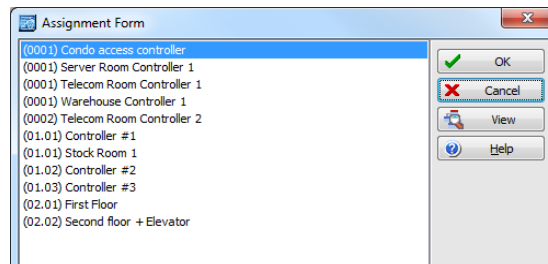 Assignment Form
(0001) Condo access controller
(0001) Server Room Controller 1
(0001) Telecom Room Controller 1
(0001) Warehouse Controller 1
(0002) Telecom Room Controller 2
(01.01) Controller #1
(01.01) Stock Room 1
(01.02) Controller #2
(01.03) Controller #3
(02.01) First Floor
(02.02) Second floor + Elevator
OK
Cancel
View
Help